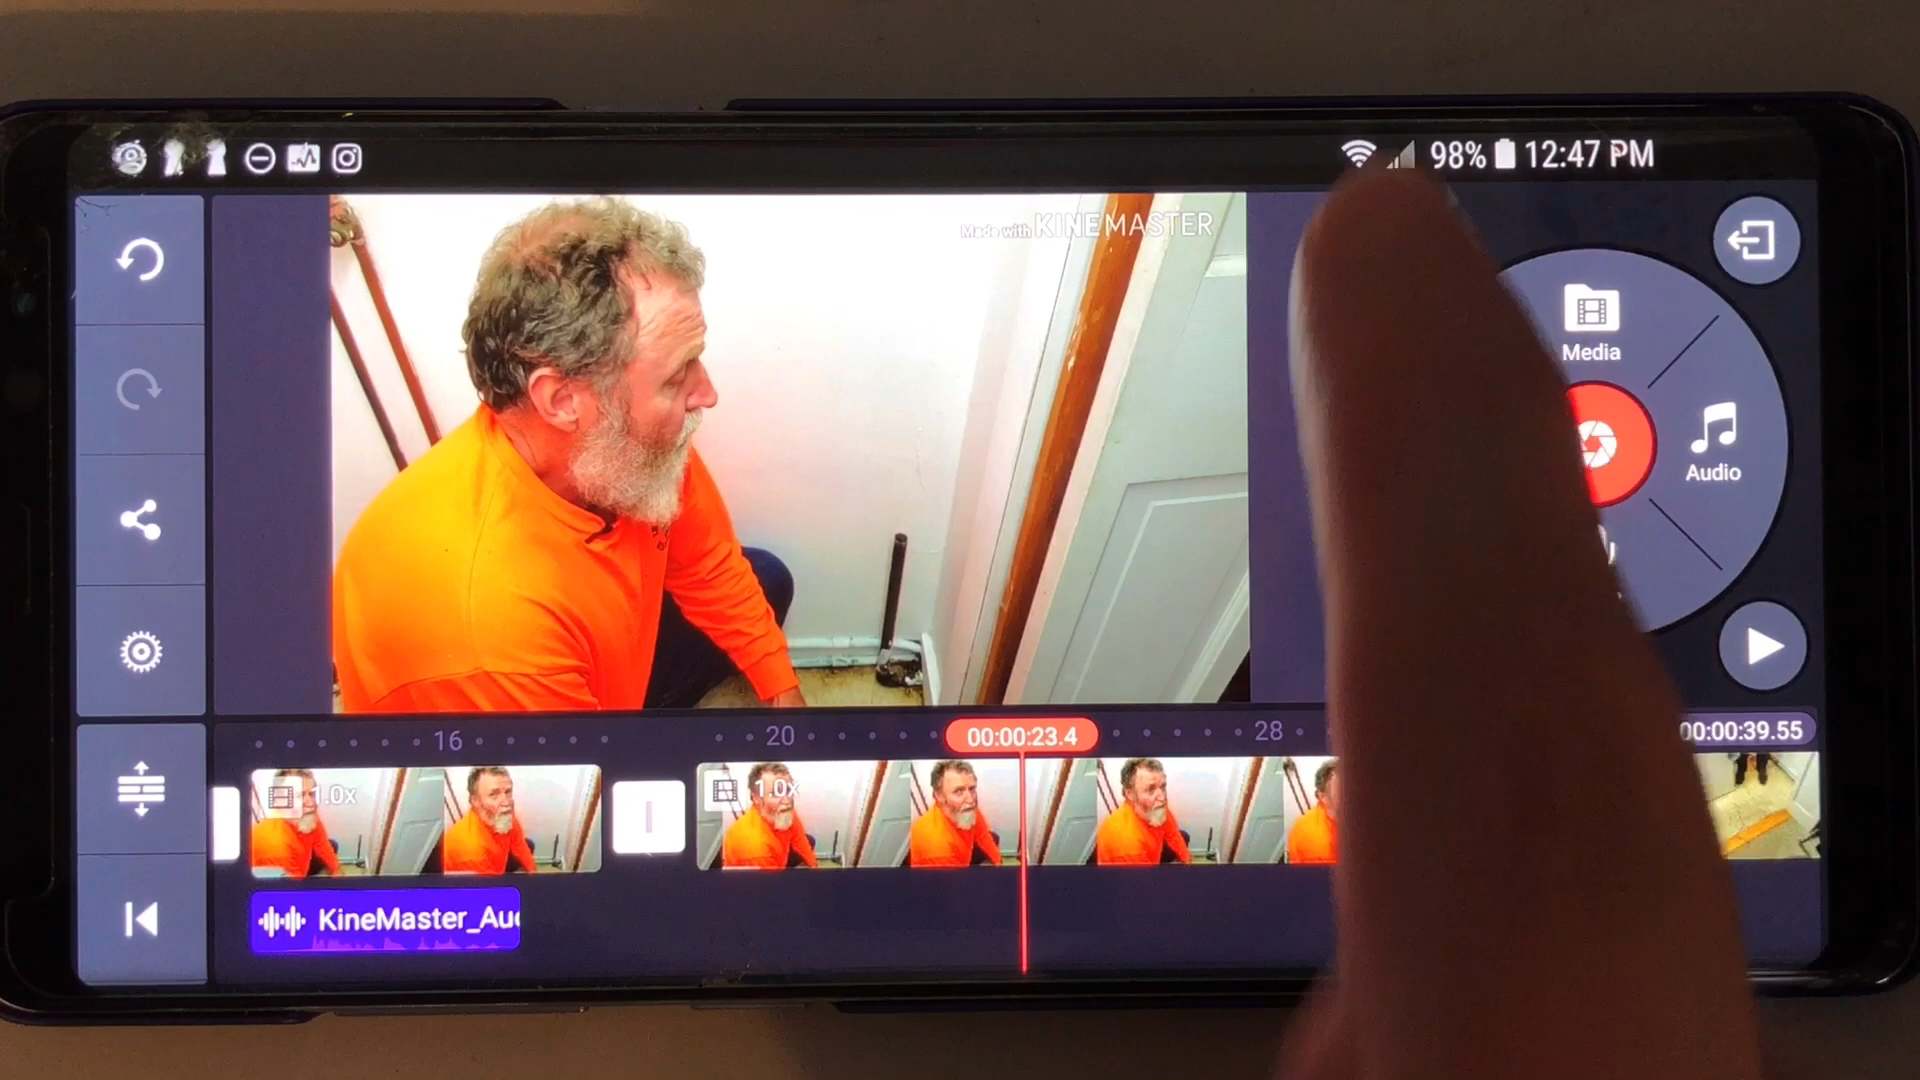 98% 12:47 PM
Made with KINEMASTER
Media
Audio
16
20
00:00:23.4
28
00:00:39.55
1.0x
1.0x
KineMaster_Auc